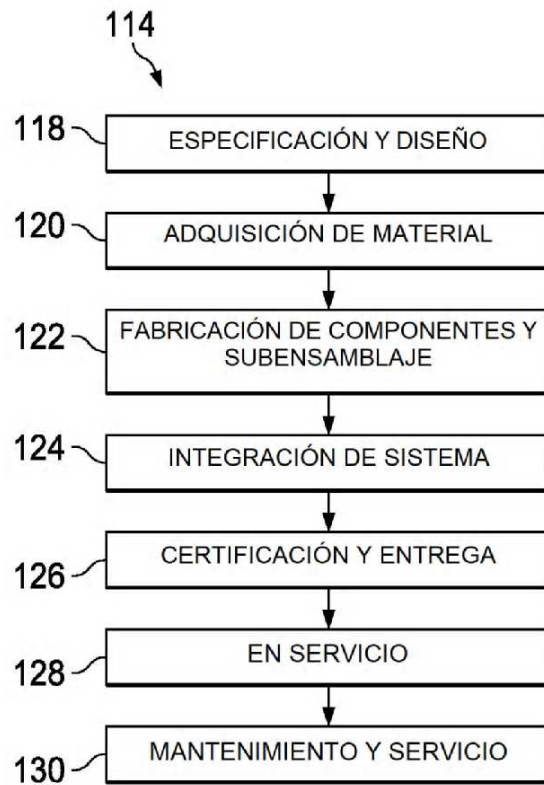 114
118 ESPECIFICACIÓN Y DISEÑO
120 ADQUISICIÓN DE MATERIAL
122 FABRICACIÓN DE COMPONENTES Y
SUBENSAMBLAJE
124 INTEGRACIÓN DE SISTEMA
126 CERTIFICACIÓN Y ENTREGA
128 EN SERVICIO
130 MANTENIMIENTO Y SERVICIO